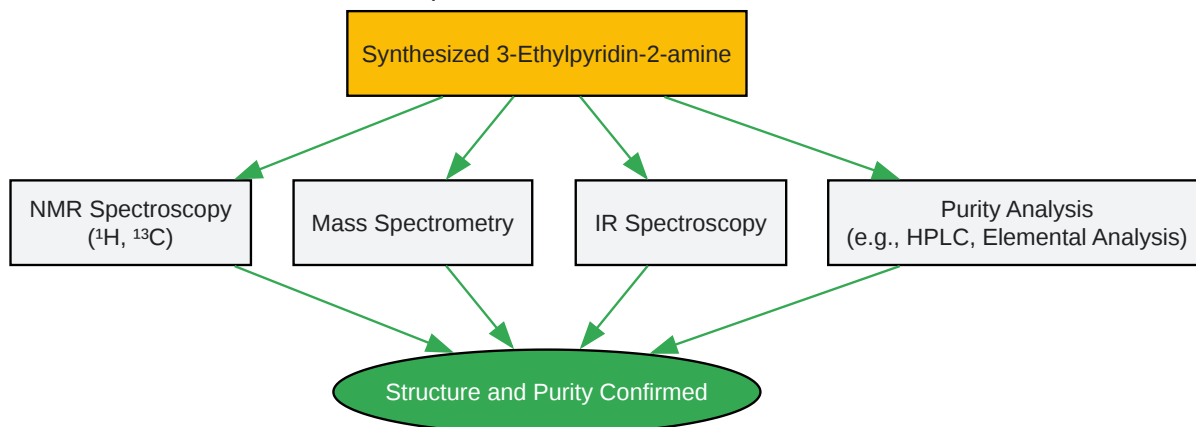 Synthesized 3-Ethylpyridin-2-amine
NMR Spectroscopy
(¹H, ¹³C)
Mass Spectrometry
IR Spectroscopy
Purity Analysis
(e.g., HPLC, Elemental Analysis)
Structure and Purity Confirmed